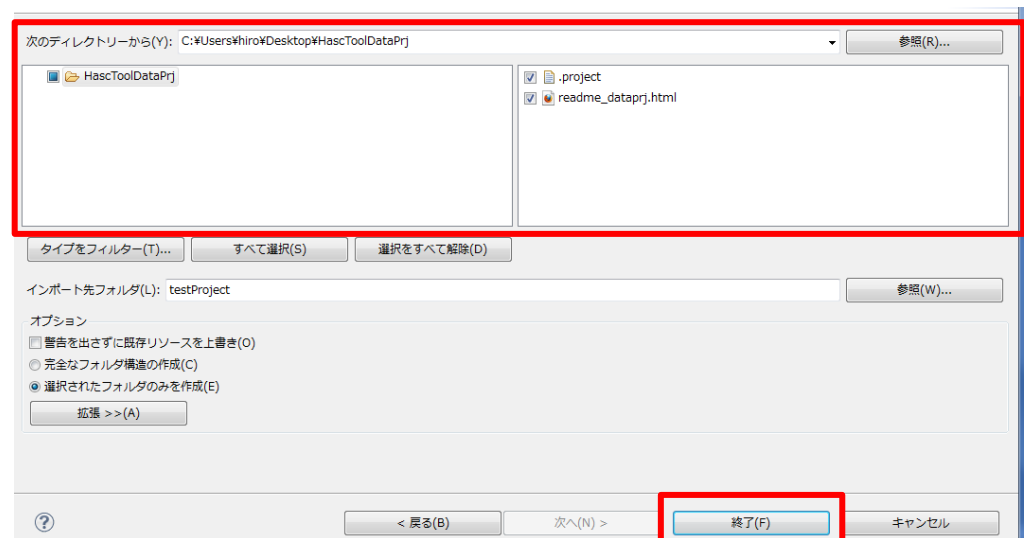 次のディレクトリーから(Y): C:¥Users¥hiro¥Desktop¥HascToolDataPrj 参照(R)...
HascToolDataPrj
.project
readme_dataprj.html
タイプをフィルター(T)... すべて選択(S) 選択をすべて解除(D)
インポート先フォルダ(L): testProject 参照(W)...
オプション
警告を出さずに既存リソースを上書き(O)
完全なフォルダ構造の作成(C)
選択されたフォルダのみを作成(E)
拡張 >>(A)
? < 戻る(B) 次へ(N) > 終了(F) キャンセル